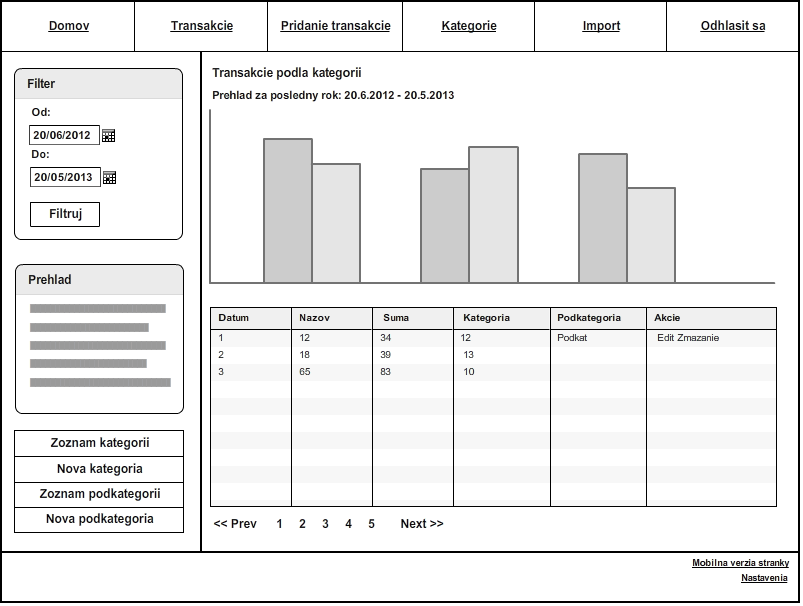 Domov Transakcie Pridanie transakcie Kategorie Import Odhlasit sa
Filter
Od:
20/06/2012
Do:
20/05/2013
Filtruj
Prehlad
Zoznam kategorii
Nova kategoria
Zoznam podkategorii
Nova podkategoria
Transakcie podla kategorii
Prehlad za posledny rok: 20.6.2012 - 20.5.2013
Datum Nazov Suma Kategoria Podkategoria Akcie
1 12 34 12 Podkat Edit Zmazanie
2 18 39 13
3 65 83 10
<< Prev 1 2 3 4 5 Next >>
Mobilna verzia stranky
Nastavenia